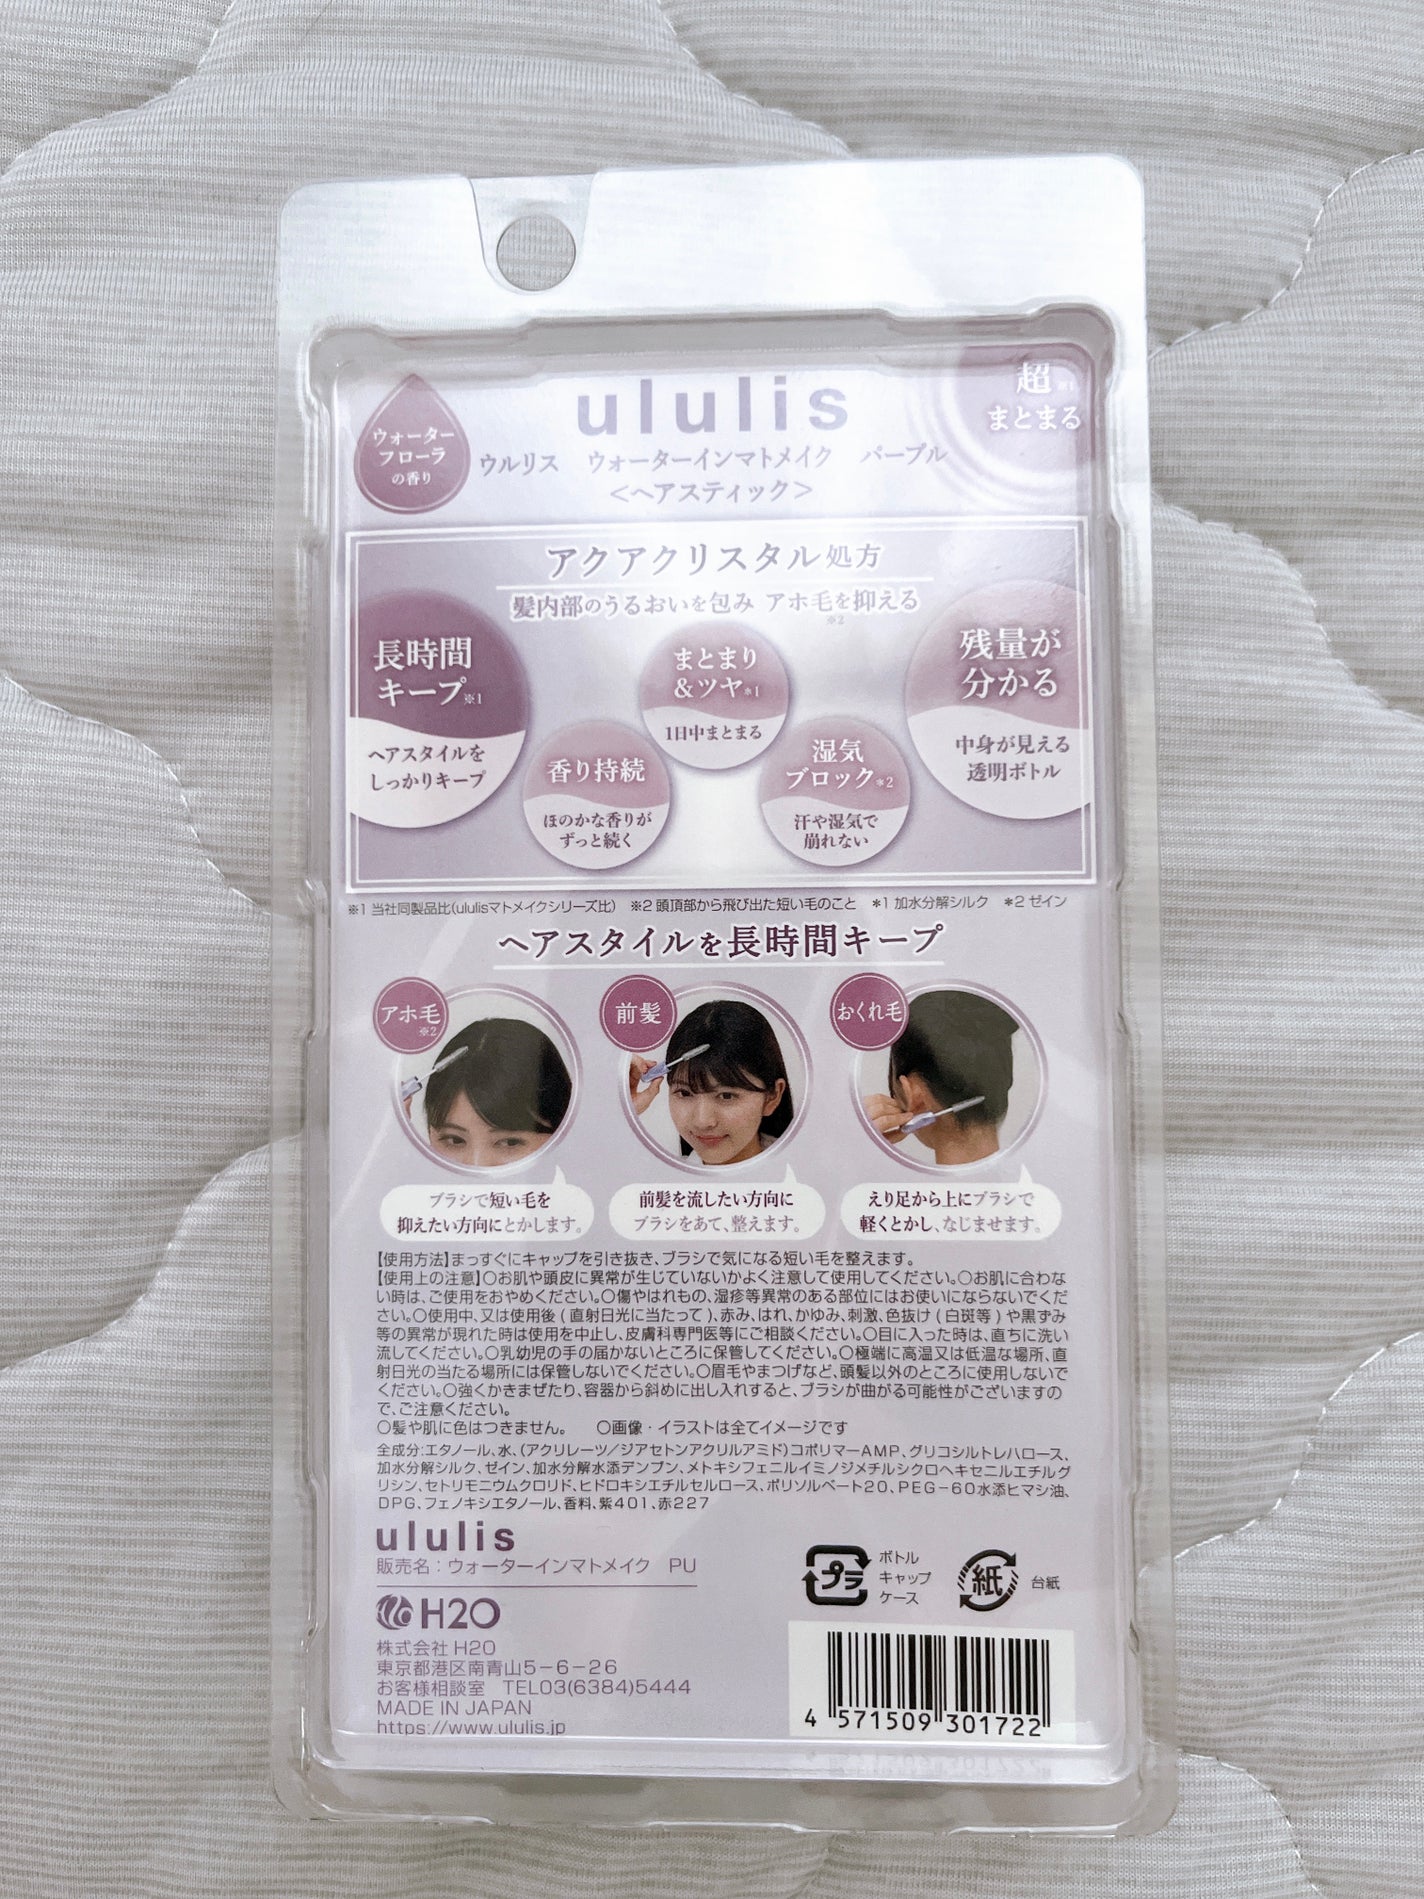 ululis
超※1
まとまる
ウォーター
フローラ
の香り
ウルリス ウォーターインマトメイク パープル
＜ヘアスティック＞
アクアクリスタル処方
髪内部のうるおいを包み アホ毛を抑える
※2
長時間
キープ※1
ヘアスタイルを
しっかりキープ
香り持続
ほのかな香りが
ずっと続く
まとまり
＆ツヤ*1
1日中まとまる
湿気
ブロック*2
汗や湿気で
崩れない
残量が
分かる
中身が見える
透明ボトル
※1 当社同製品比(ululisマトメイクシリーズ比) ※2 頭頂部から飛び出た短い毛のこと *1 加水分解シルク *2 ゼイン
ヘアスタイルを長時間キープ
アホ毛
※2
ブラシで短い毛を
抑えたい方向にとかします。
前髪
前髪を流したい方向に
ブラシをあて、整えます。
おくれ毛
えり足から上にブラシで
軽くとかし、なじませます。
【使用方法】まっすぐにキャップを引き抜き、ブラシで気になる短い毛を整えます。
【使用上の注意】〇お肌や頭皮に異常が生じていないかよく注意して使用してください。〇お肌に合わな
い時は、ご使用をおやめください。〇傷やはれもの、湿疹等異常のある部位にはお使いにならないでくだ
さい。〇使用中、又は使用後(直射日光に当たって)、赤み、はれ、かゆみ、刺激、色抜け(白斑等)や黒ずみ
等の異常が現れた時は使用を中止し、皮膚科専門医等にご相談ください。〇目に入った時は、直ちに洗い
流してください。〇乳幼児の手の届かないところに保管してください。〇極端に高温又は低温な場所、直
射日光の当たる場所には保管しないでください。〇眉毛やまつげなど、頭髪以外のところに使用しないで
ください。〇強くかきまぜたり、容器から斜めに出し入れすると、ブラシが曲がる可能性がございますの
で、ご注意ください。
〇髪や肌に色はつきません。 〇画像・イラストは全てイメージです
全成分:エタノール、水、(アクリレーツ／ジアセトンアクリルアミド)コポリマーAMP、グリコシルトレハロース、
加水分解シルク、ゼイン、加水分解水添デンプン、メトキシフェニルイミノジメチルシクロヘキセニルエチルグ
リシン、セトリモニウムクロリド、ヒドロキシエチルセルロース、ポリソルベート20、PEG-60水添ヒマシ油、
DPG、フェノキシエタノール、香料、紫401、赤227
ululis
販売名：ウォーターインマトメイク PU
H2O
株式会社 H2O
東京都港区南青山5-6-26
お客様相談室 TEL03(6384)5444
MADE IN JAPAN
https://www.ululis.jp
プラ
ボトル
キャップ
ケース
紙
台紙
4 571509 301722